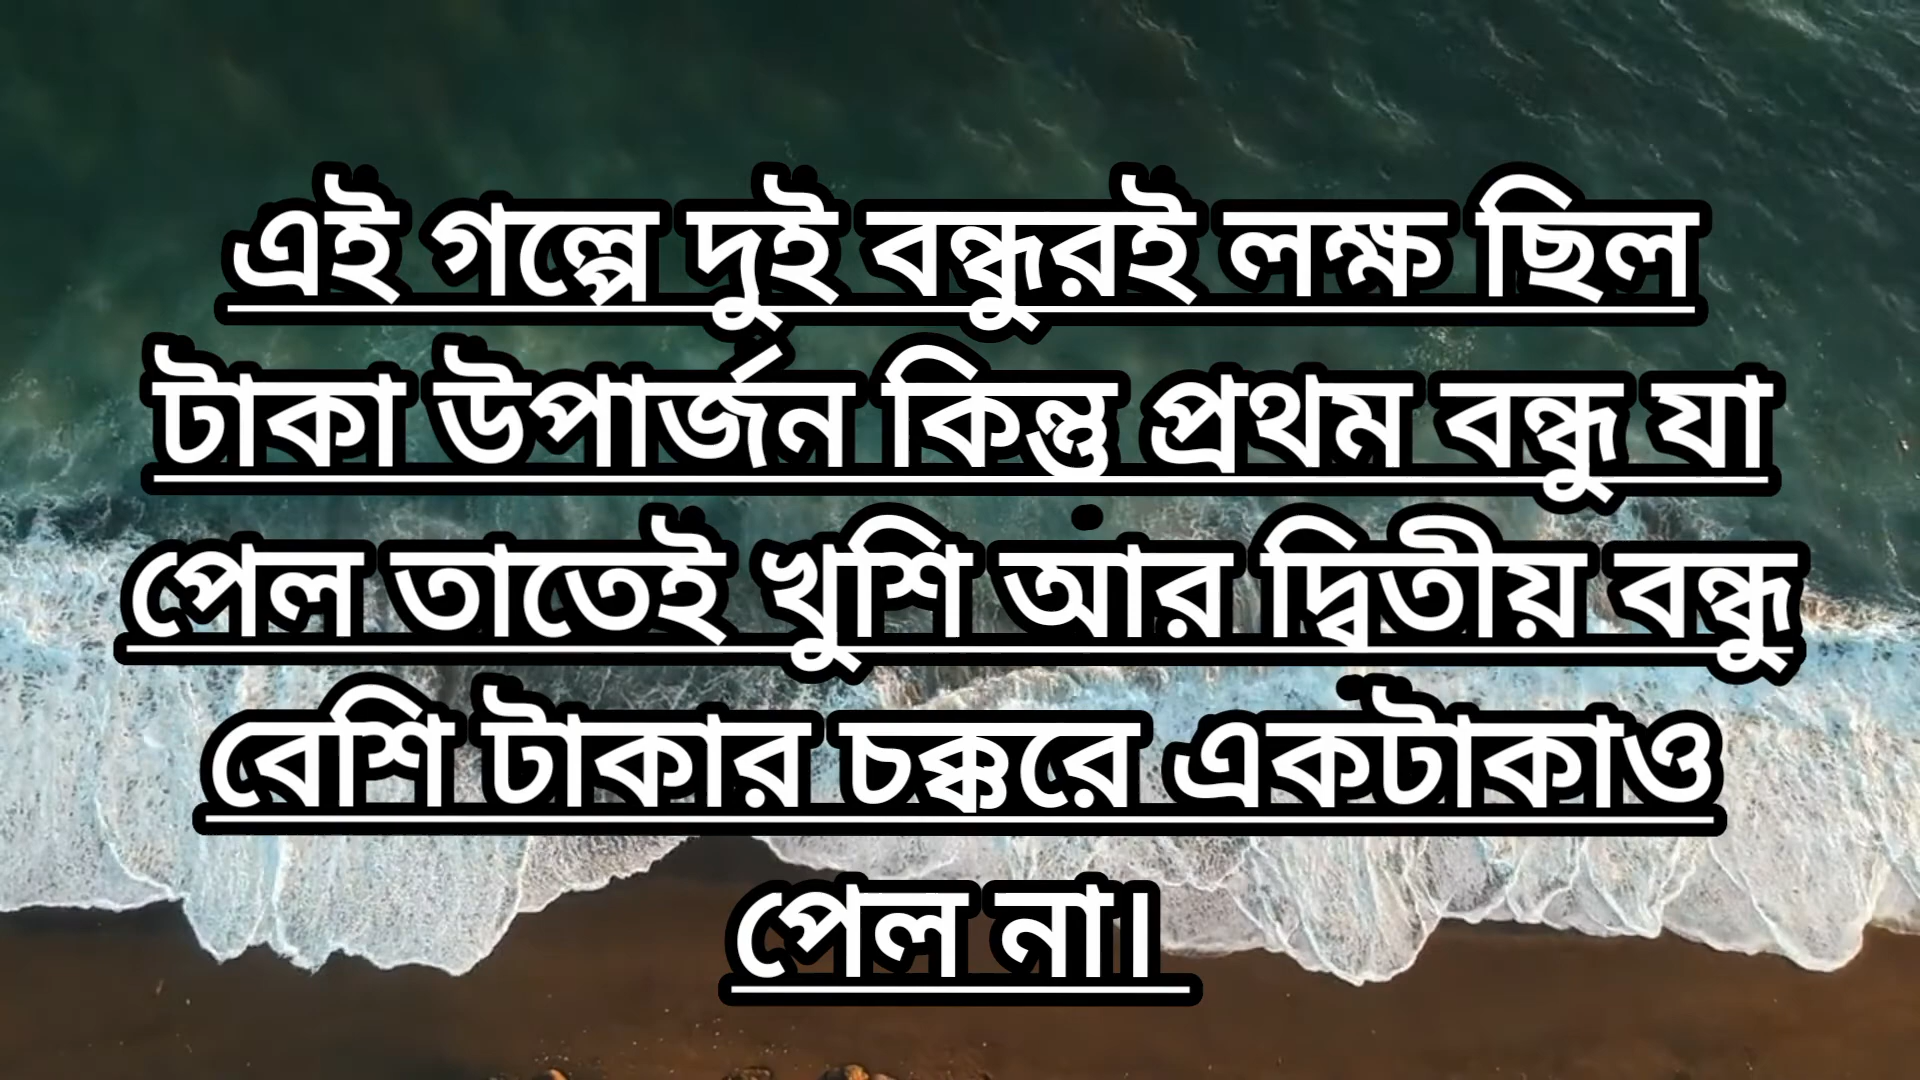 এই গল্পে দুই বন্ধুরই লক্ষ ছিল
টাকা উপার্জন কিন্তু প্রথম বন্ধু যা
পেল তাতেই খুশি আর দ্বিতীয় বন্ধু
বেশি টাকার চক্করে একটাকাও
পেল না।